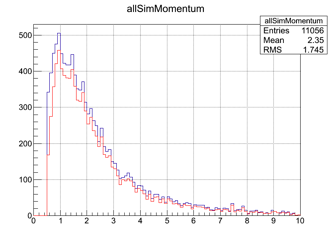 allSimMomentum
allSimMomentum
Entries 11056
Mean 2.35
RMS 1.745
500
400
300
200
100
0
0 1 2 3 4 5 6 7 8 9 10